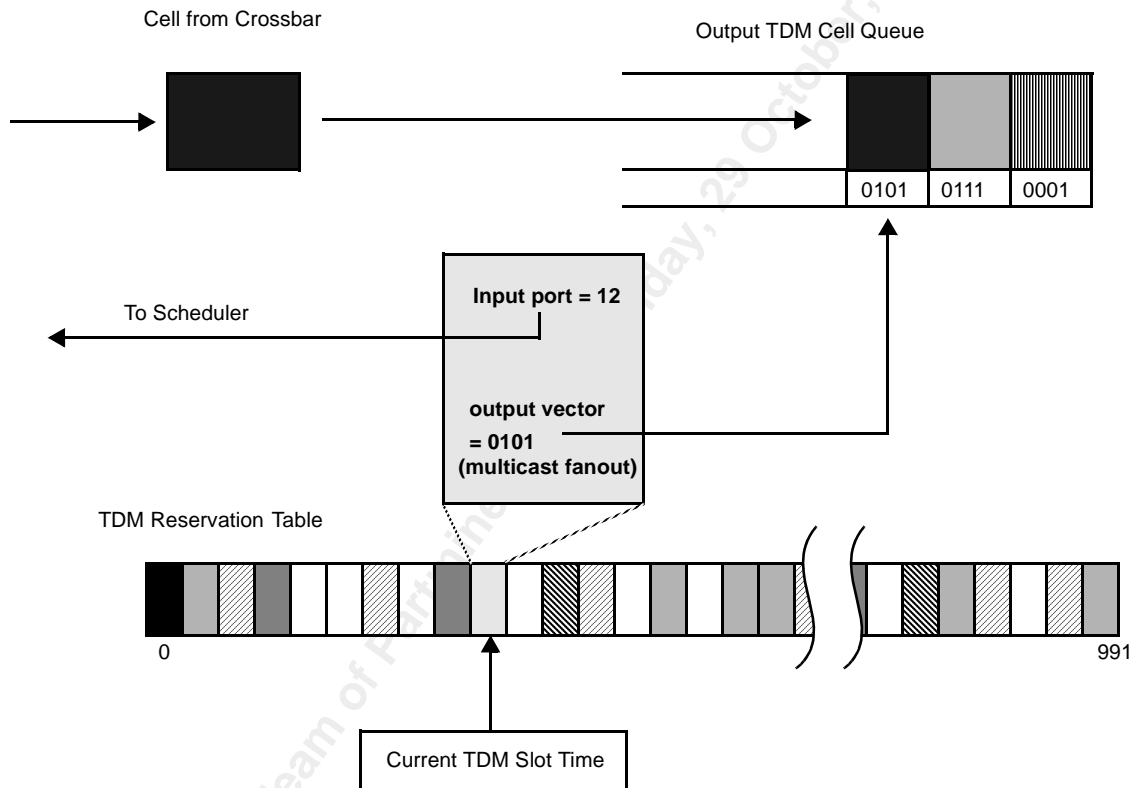 Cell from Crossbar
Output TDM Cell Queue
0101 0111 0001
Input port = 12
To Scheduler
output vector
= 0101
(multicast fanout)
TDM Reservation Table
0
991
Current TDM Slot Time